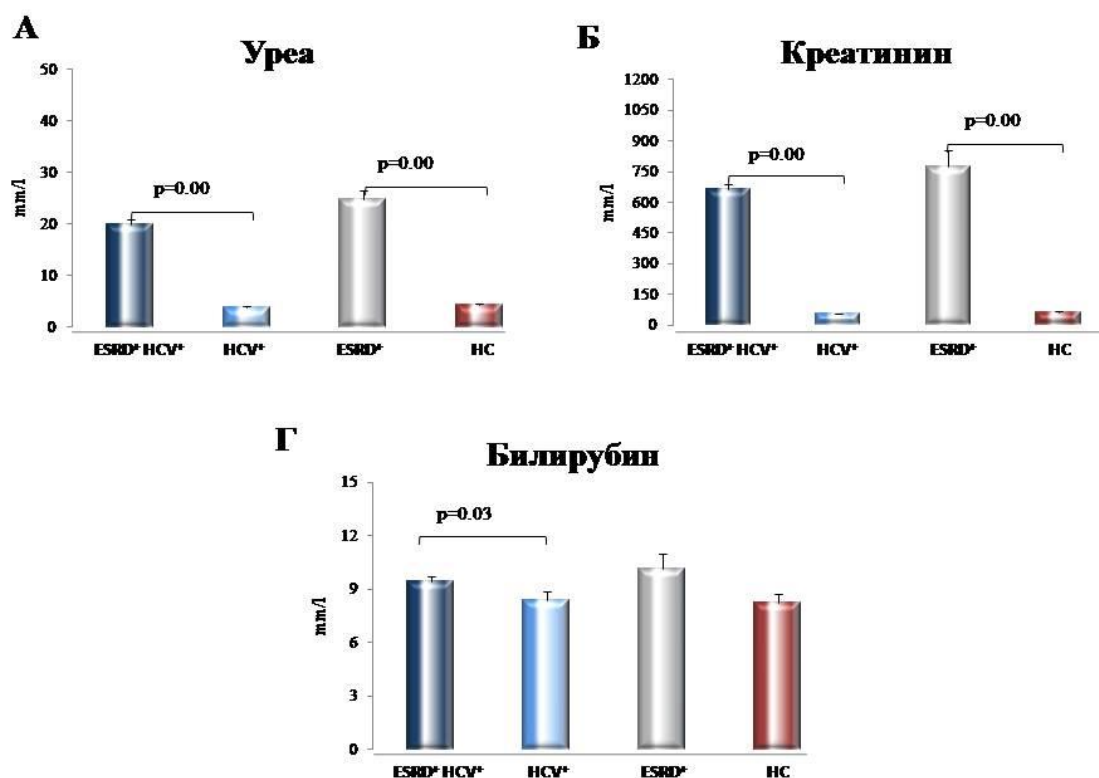 А
Уреа
50
40
30
20
10
0
mm/l
p=0.00
p=0.00
ESRD⁺ HCV⁺
HCV⁺
ESRD⁺
HC
Б
Креатинин
1200
1050
900
750
600
450
300
150
0
mm/l
p=0.00
p=0.00
ESRD⁺ HCV⁺
HCV⁺
ESRD⁺
HC
Г
Билирубин
15
12
9
6
3
0
mm/l
p=0.03
ESRD⁺ HCV⁺
HCV⁺
ESRD⁺
HC